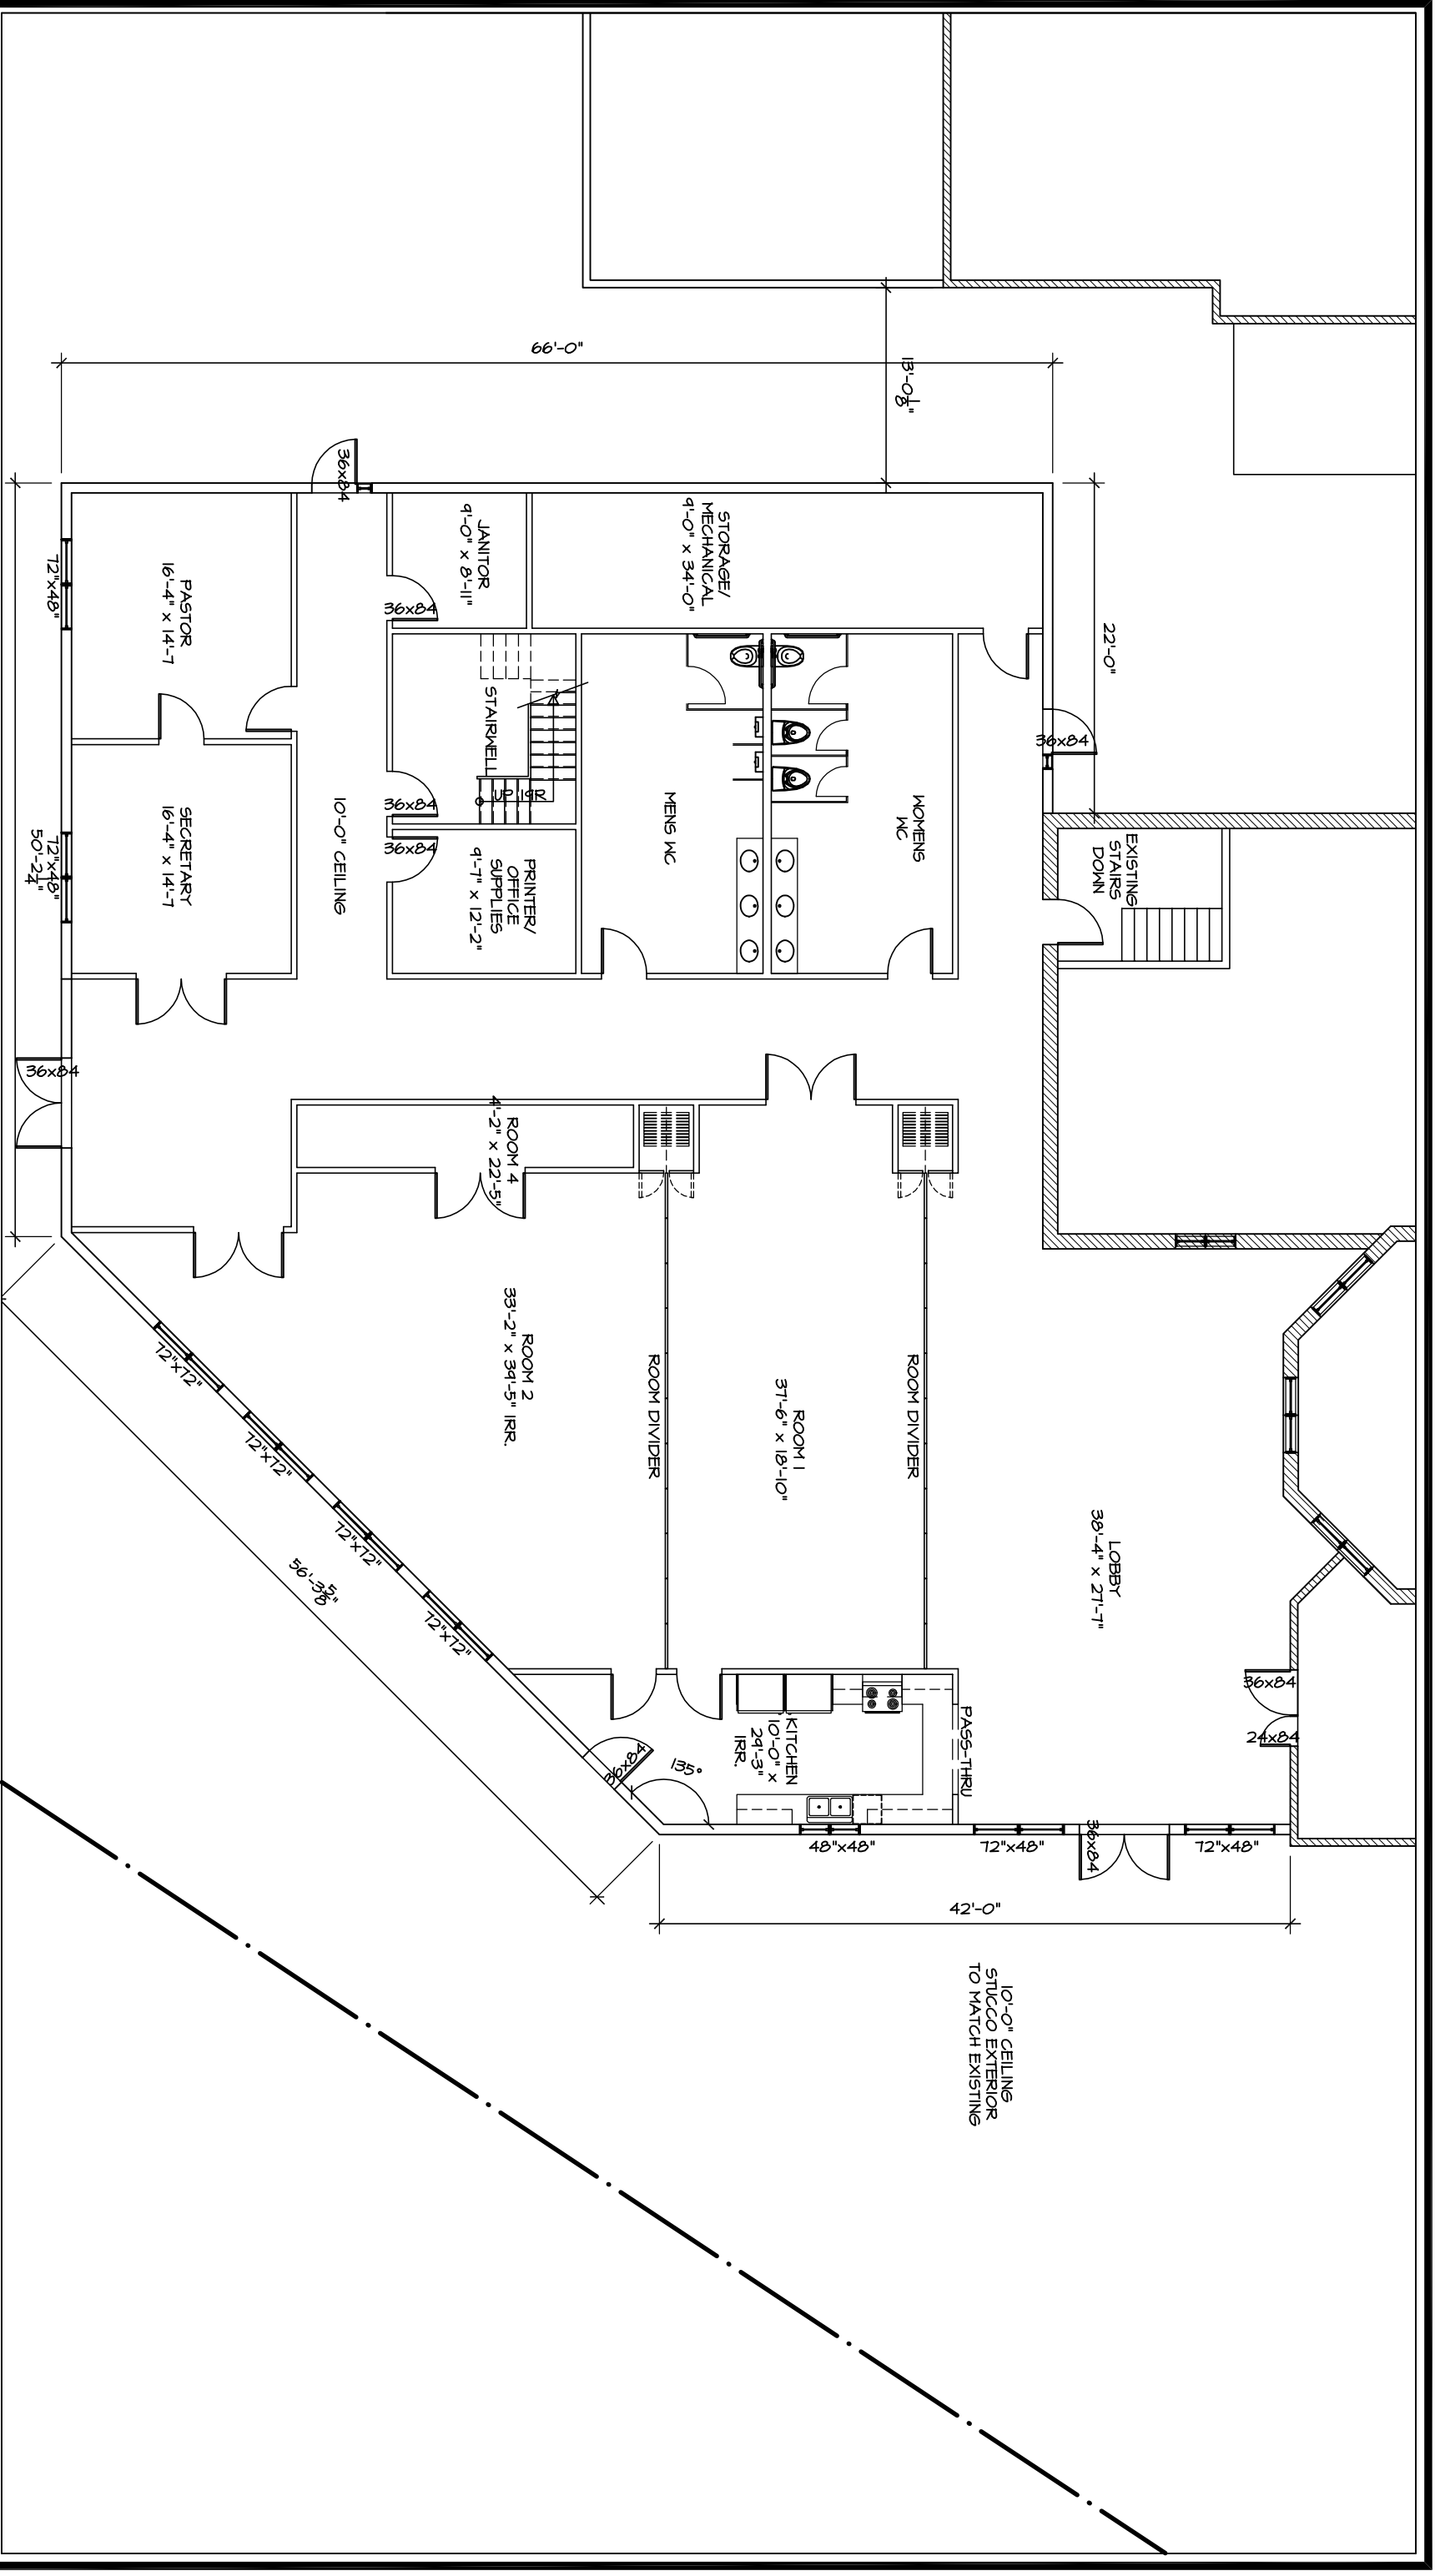 66'-0"
13'-0 1/8"
22'-0"
36x84
STORAGE/
MECHANICAL
9'-0" x 34'-0"
JANITOR
9'-0" x 8'-11"
36x84
PASTOR
16'-4" x 14'-7
72"x48"
36x84
STAIRWELL
UP 19R
36x84
36x84
10'-0" CEILING
MENS WC
WOMENS
WC
PRINTER/
OFFICE
SUPPLIES
9'-7" x 12'-2"
SECRETARY
16'-4" x 14'-7
72"x48"
50'-2 1/4"
EXISTING
STAIRS
DOWN
36x84
ROOM 4
4'-2" x 22'-5"
ROOM 2
33'-2" x 39'-5" IRR.
ROOM DIVIDER
ROOM 1
37'-6" x 18'-10"
ROOM DIVIDER
LOBBY
38'-4" x 27'-7"
72"x72"
72"x72"
72"x72"
72"x72"
56'-3 5/8"
36x84
24x84
PASS-THRU
KITCHEN
10'-0" x
29'-3"
IRR.
36x84
135°
48"x48"
72"x48"
36x84
72"x48"
42'-0"
10'-0" CEILING
STUCCO EXTERIOR
TO MATCH EXISTING